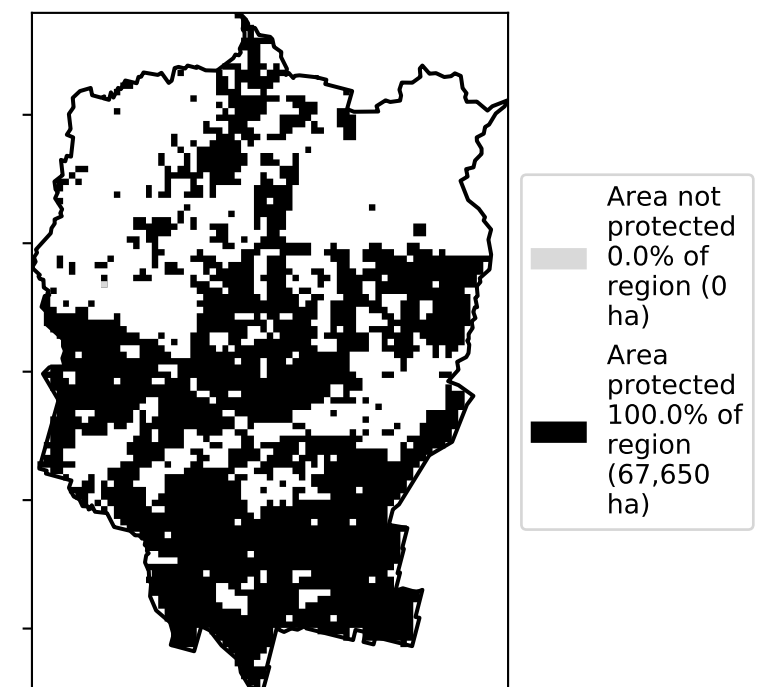 Area not
protected
0.0% of
region (0
ha)
Area
protected
100.0% of
region
(67,650
ha)